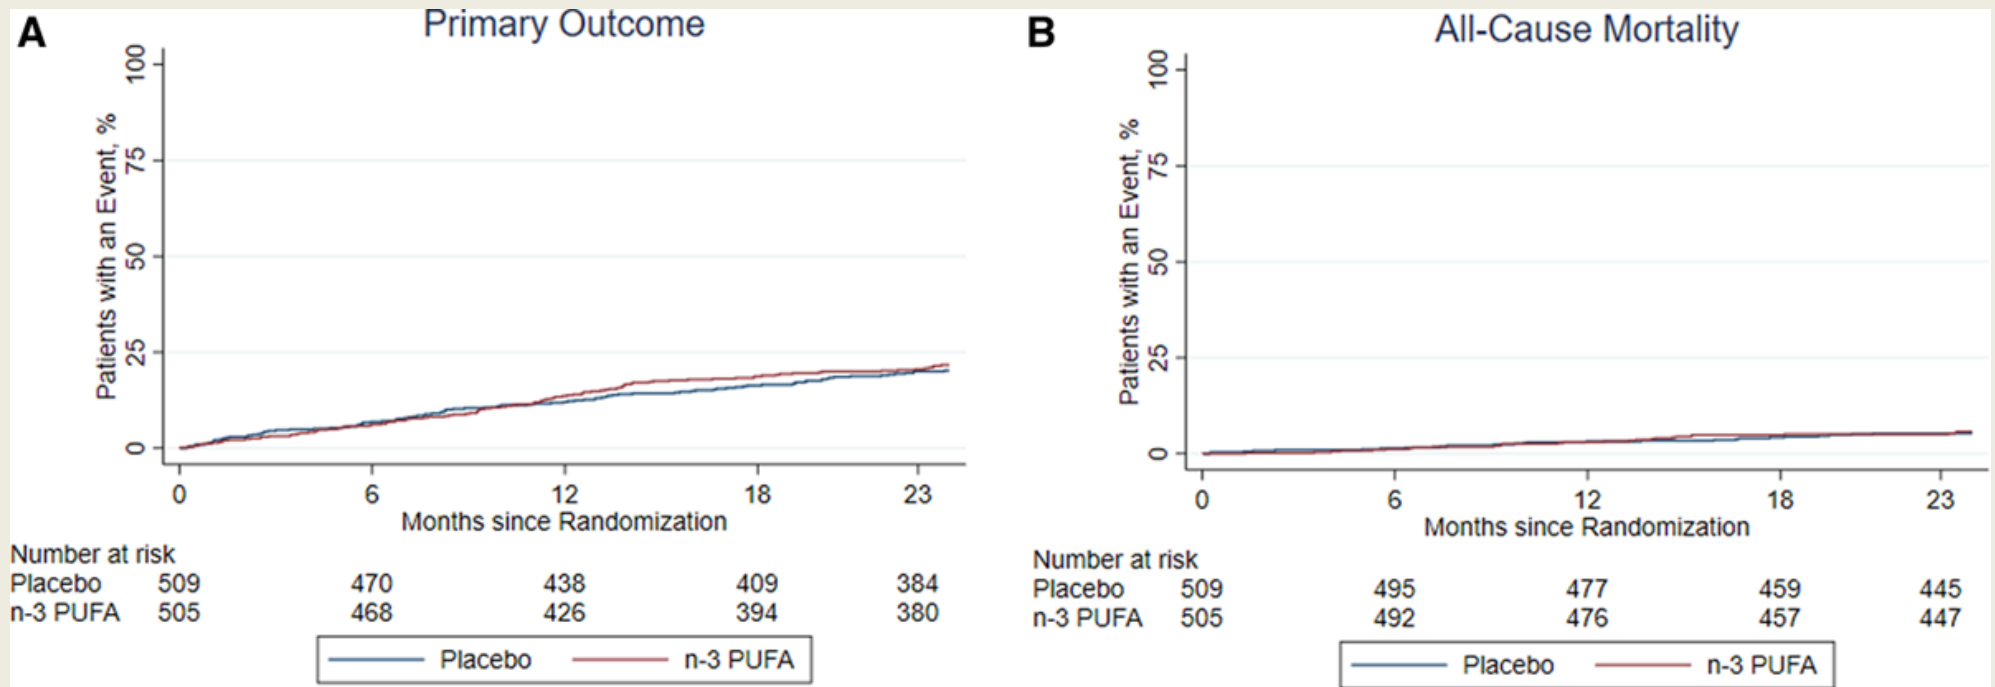 A
Primary Outcome
Patients with an Event, %
100
75
50
25
0
0 6 12 18 23
Months since Randomization
Number at risk
Placebo 509 470 438 409 384
n-3 PUFA 505 468 426 394 380
Placebo n-3 PUFA
B
All-Cause Mortality
Patients with an Event, %
100
75
50
25
0
0 6 12 18 23
Months since Randomization
Number at risk
Placebo 509 495 477 459 445
n-3 PUFA 505 492 476 457 447
Placebo n-3 PUFA